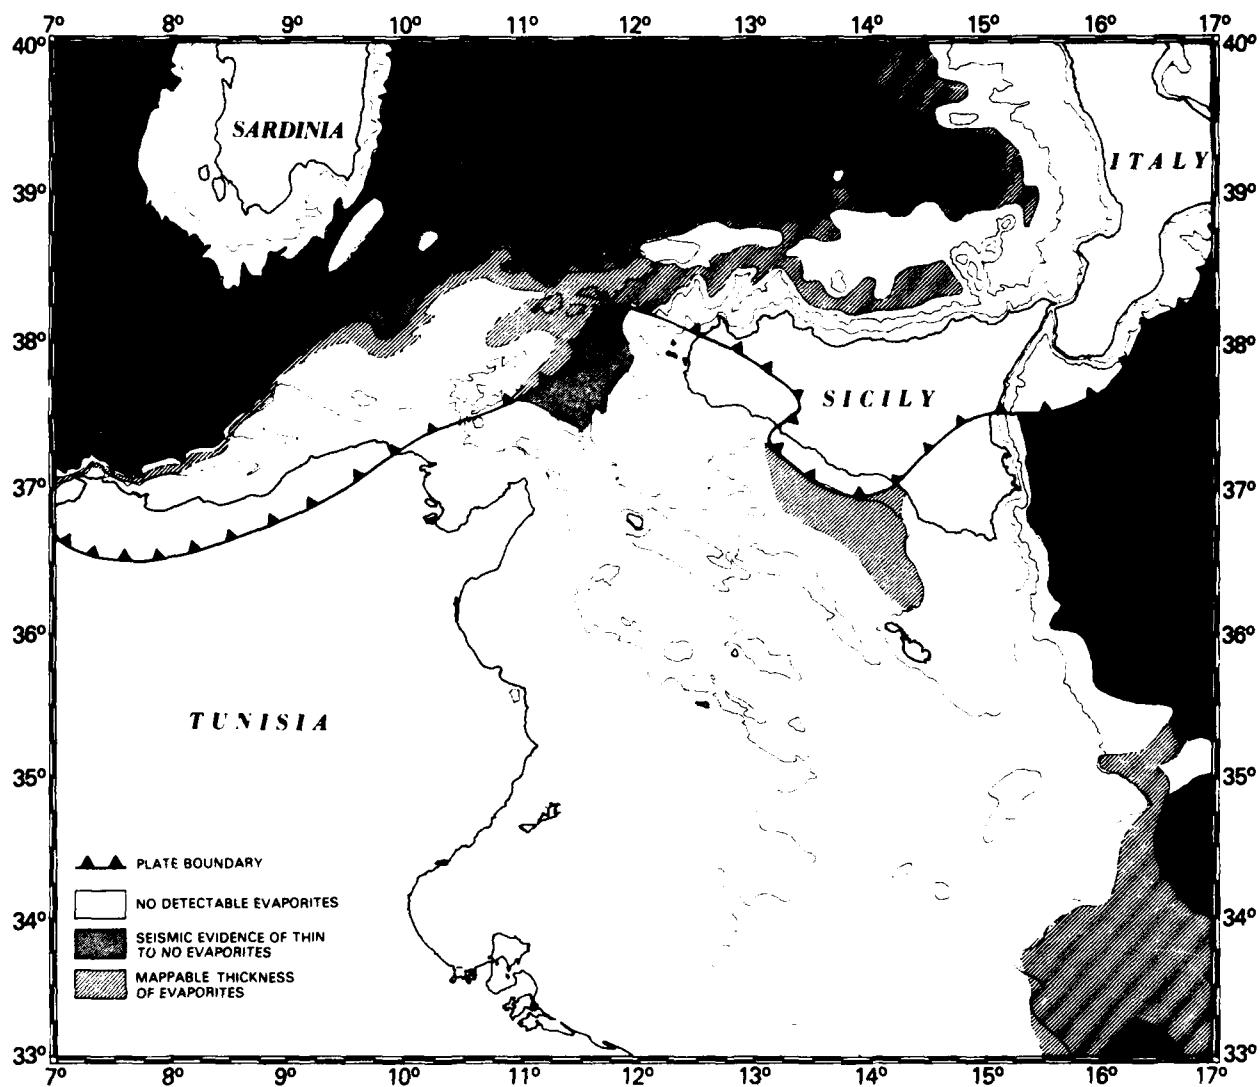 7° 8° 9° 10° 11° 12° 13° 14° 15° 16° 17°
40° 40°
SARDINIA
ITALY
39° 39°
38° 38°
SICILY
37° 37°
36° 36°
TUNISIA
35° 35°
PLATE BOUNDARY
NO DETECTABLE EVAPORITES
34° 34°
SEISMIC EVIDENCE OF THIN
TO NO EVAPORITES
MAPPABLE THICKNESS
OF EVAPORITES
33° 33°
7° 8° 9° 10° 11° 12° 13° 14° 15° 16° 17°